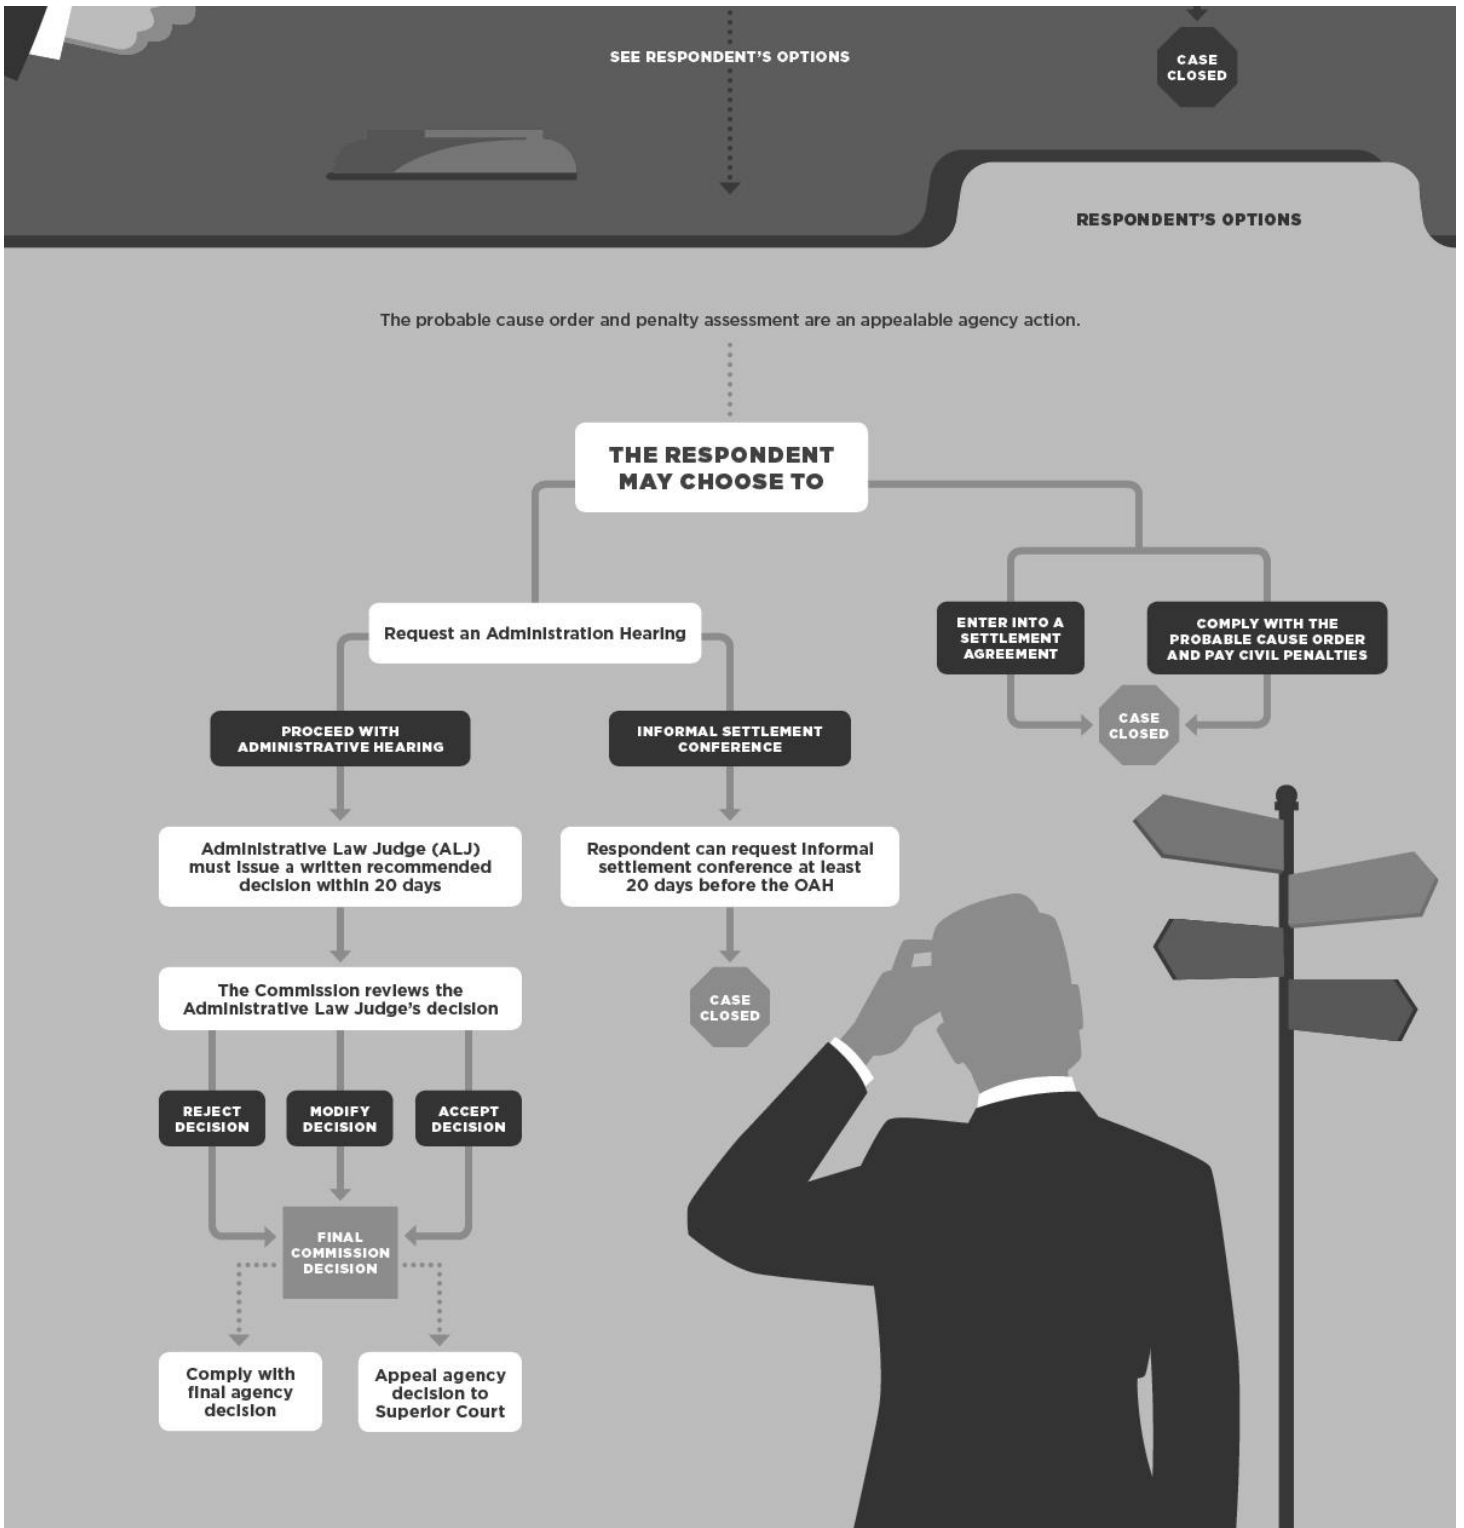 SEE RESPONDENT'S OPTIONS
CASE
CLOSED
RESPONDENT'S OPTIONS
The probable cause order and penalty assessment are an appealable agency action.
THE RESPONDENT
MAY CHOOSE TO
Request an Administration Hearing
ENTER INTO A
SETTLEMENT
AGREEMENT
COMPLY WITH THE
PROBABLE CAUSE ORDER
AND PAY CIVIL PENALTIES
CASE
CLOSED
PROCEED WITH
ADMINISTRATIVE HEARING
INFORMAL SETTLEMENT
CONFERENCE
Administrative Law Judge (ALJ)
must issue a written recommended
decision within 20 days
Respondent can request informal
settlement conference at least
20 days before the OAH
The Commission reviews the
Administrative Law Judge's decision
CASE
CLOSED
REJECT
DECISION
MODIFY
DECISION
ACCEPT
DECISION
FINAL
COMMISSION
DECISION
Comply with
final agency
decision
Appeal agency
decision to
Superior Court